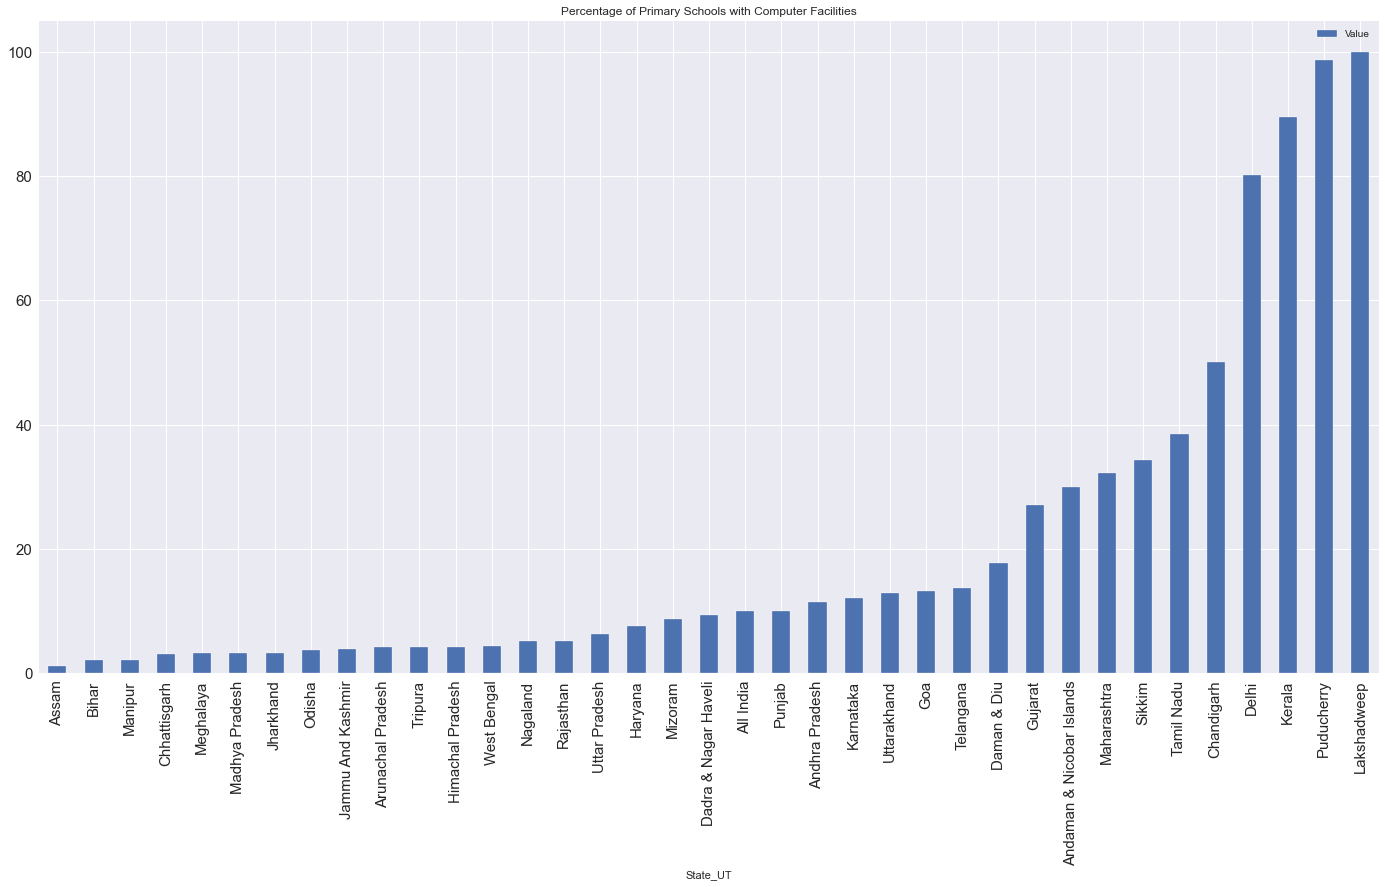 Percentage of Primary Schools with Computer Facilities
Value
100
80
60
40
20
0
Assam
Bihar
Manipur
Chhattisgarh
Meghalaya
Madhya Pradesh
Jharkhand
Odisha
Jammu And Kashmir
Arunachal Pradesh
Tripura
Himachal Pradesh
West Bengal
Nagaland
Rajasthan
Uttar Pradesh
Haryana
Mizoram
Dadra & Nagar Haveli
All India
Punjab
Andhra Pradesh
Karnataka
Uttarakhand
Goa
Telangana
Daman & Diu
Gujarat
Andaman & Nicobar Islands
Maharashtra
Sikkim
Tamil Nadu
Chandigarh
Delhi
Kerala
Puducherry
Lakshadweep
State_UT